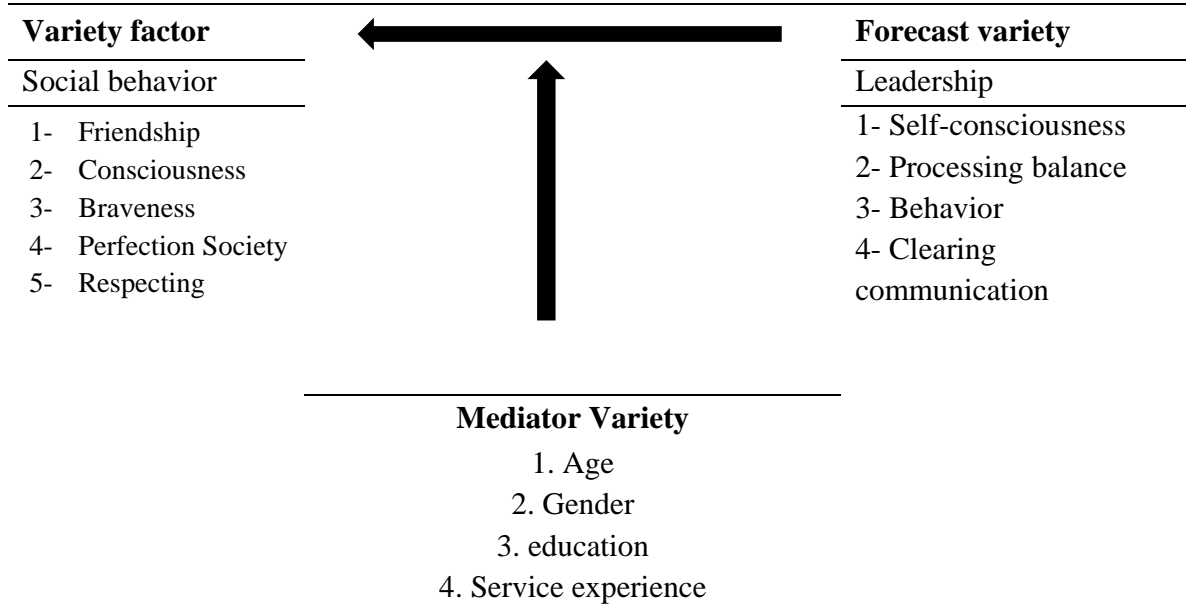 Variety factor
Social behavior
1- Friendship
2- Consciousness
3- Braveness
4- Perfection Society
5- Respecting
Forecast variety
Leadership
1- Self-consciousness
2- Processing balance
3- Behavior
4- Clearing
communication
Mediator Variety
1. Age
2. Gender
3. education
4. Service experience